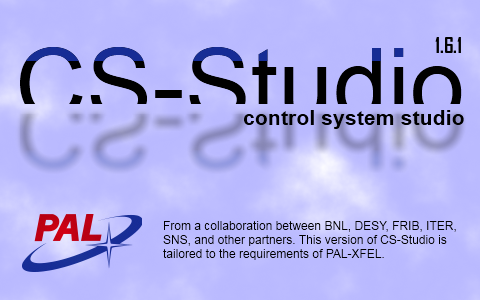 1.6.1
CS-Studio
control system studio
PAL
From a collaboration between BNL, DESY, FRIB, ITER,
SNS, and other partners. This version of CS-Studio is
tailored to the requirements of PAL-XFEL.